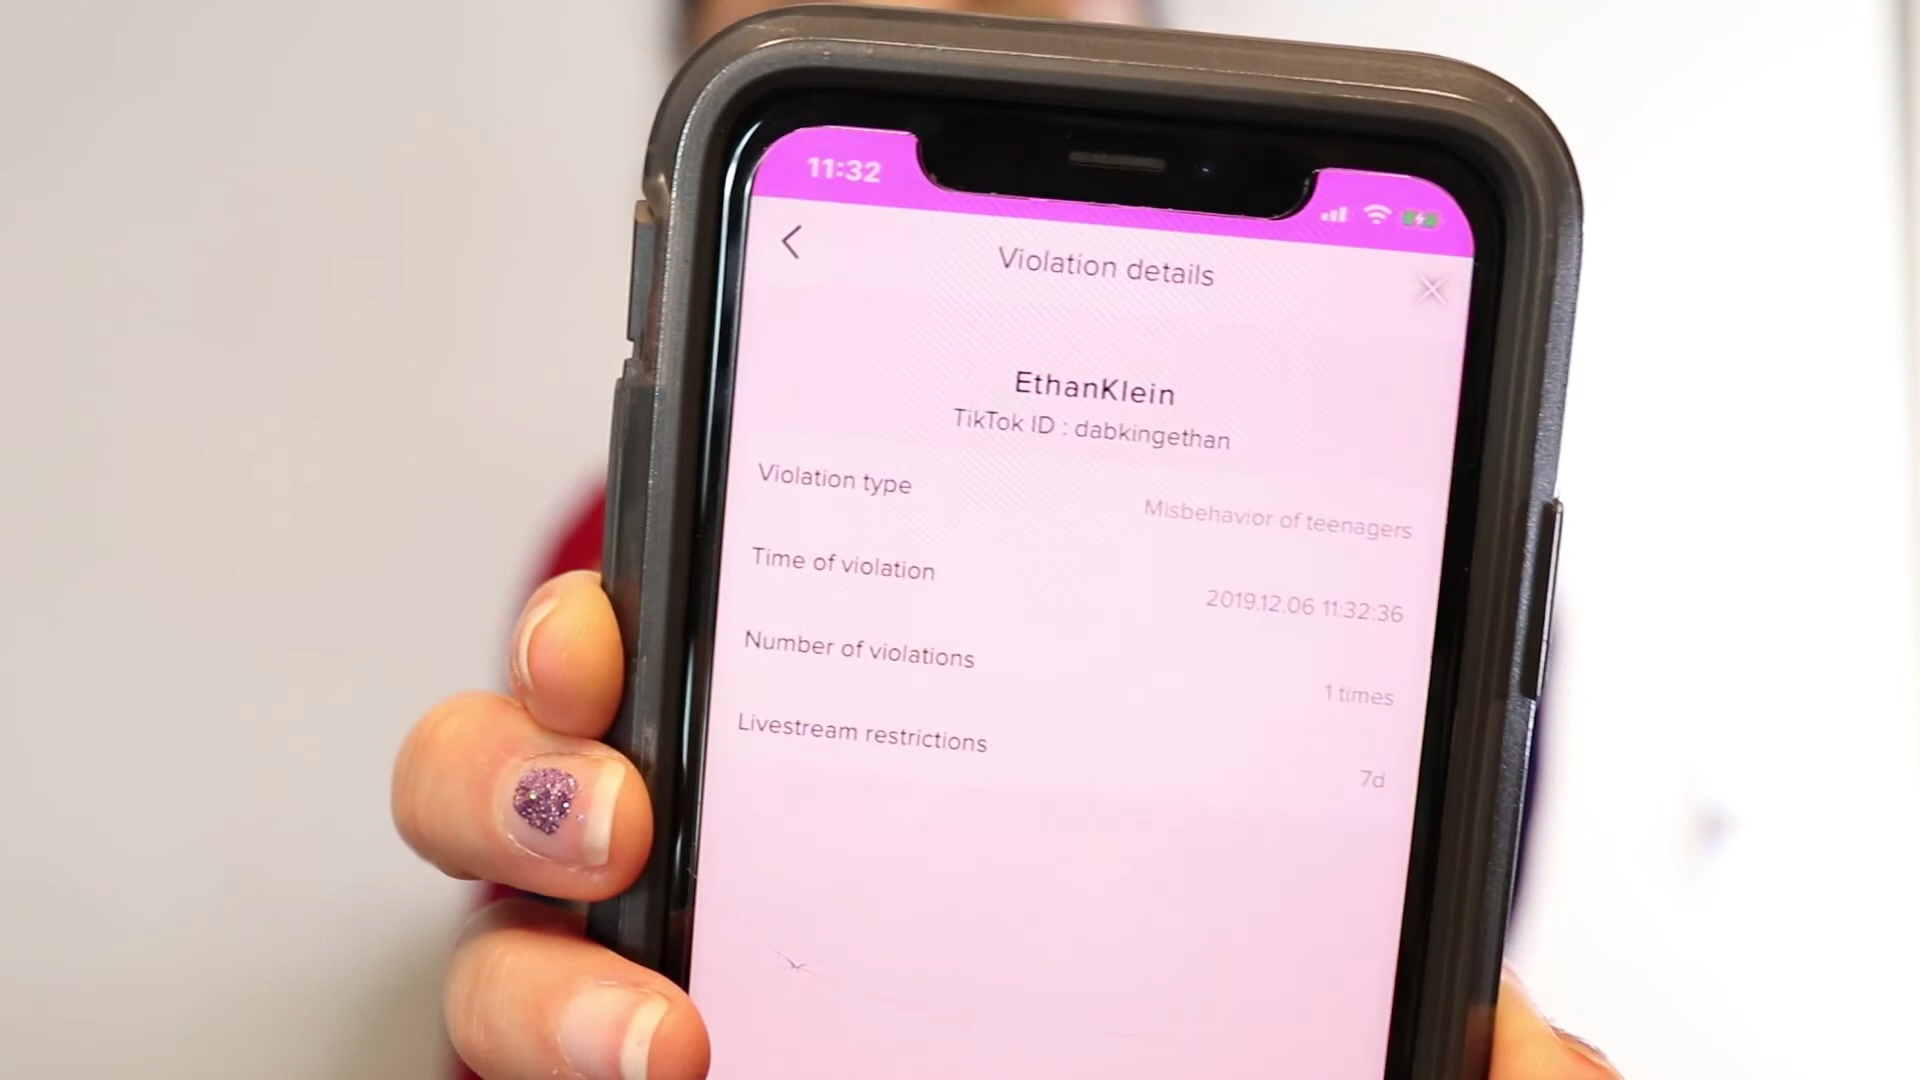 11:32
Violation details
EthanKlein
TikTok ID : dabkingethan
Violation type
Misbehavior of teenagers
Time of violation
2019.12.06 11:32:36
Number of violations
1 times
Livestream restrictions
7d